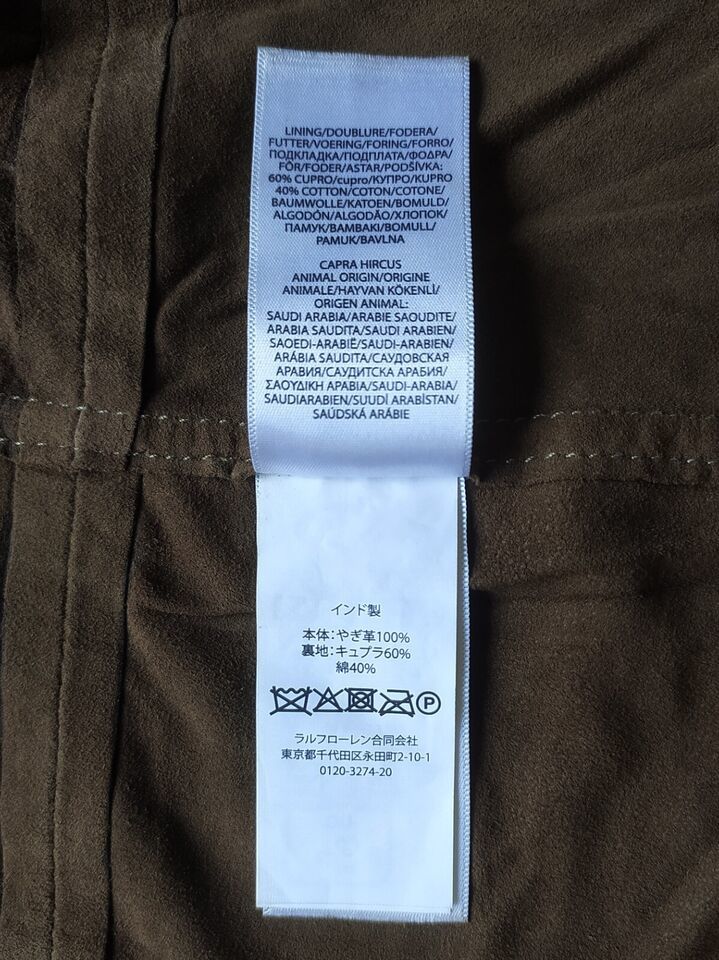 LINING/DOUBLURE/FODERA/
FUTTER/VOERING/FORING/FORRO/
ПОДКЛАДКА/ПОДПЛАТА/ΦΟΔΡΑ/
FÖR/FODER/ASTAR/PODŠÍVKA:
60% CUPRO/cupro/КУПРО/KUPRO
40% COTTON/COTON/COTONE/
BAUMWOLLE/KATOEN/BOMULD/
ALGODÓN/ALGODÃO/ХЛОПОК/
ПАМУК/ΒΑΜΒΑΚΙ/BOMULL/
PAMUK/BAVLNA
CAPRA HIRCUS
ANIMAL ORIGIN/ORIGINE
ANIMALE/HAYVAN KÖKENLİ/
ORIGEN ANIMAL:
SAUDI ARABIA/ARABIE SAOUDITE/
ARABIA SAUDITA/SAUDI ARABIEN/
SAOEDI-ARABIË/SAUDI-ARABIEN/
ARÁBIA SAUDITA/САУДОВСКАЯ
АРАВИЯ/САУДИТСКА АРАБИЯ/
ΣΑΟΥΔΙΚΗ ΑΡΑΒΙΑ/SAUDI-ARABIA/
SAUDIARABIEN/SUUDİ ARABİSTAN/
SAÚDSKÁ ARÁBIE
インド製
本体：やぎ革100%
裏地：キュプラ60%
綿40%
P
ラルフローレン合同会社
東京都千代田区永田町2-10-1
0120-3274-20